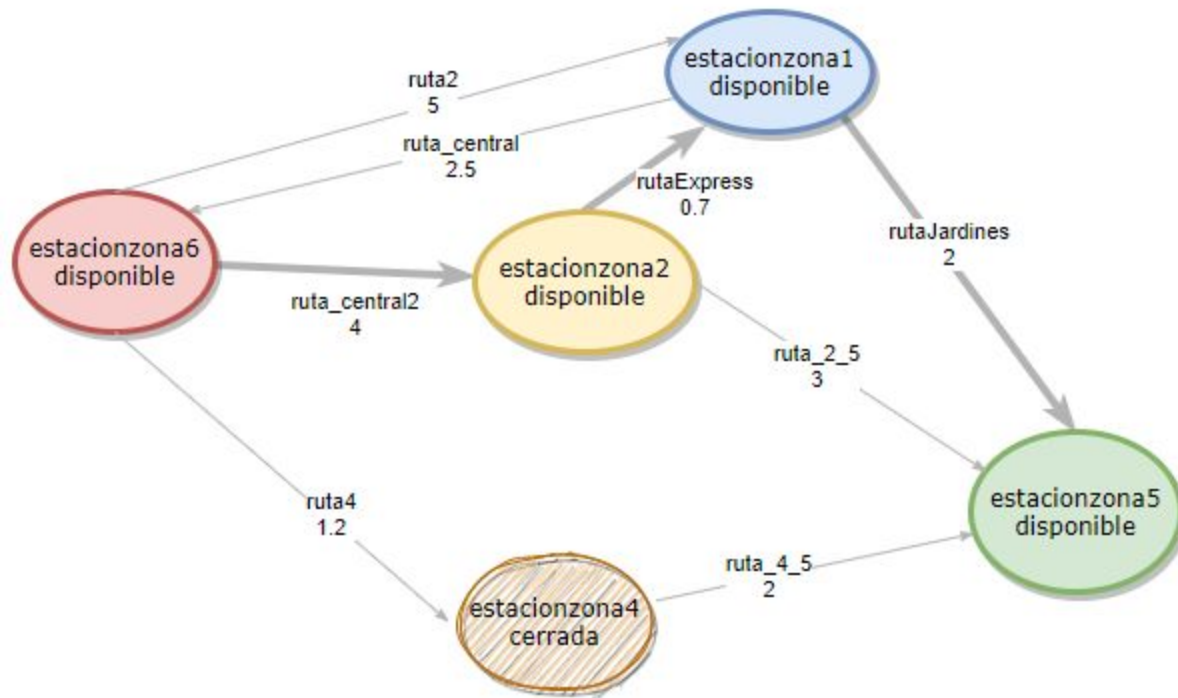 estacionzona1
disponible
ruta2
5
ruta_central
2.5
rutaExpress
0.7
rutaJardines
2
estacionzona6
disponible
estacionzona2
disponible
ruta_central2
4
ruta_2_5
3
ruta4
1.2
estacionzona5
disponible
ruta_4_5
2
estacionzona4
cerrada